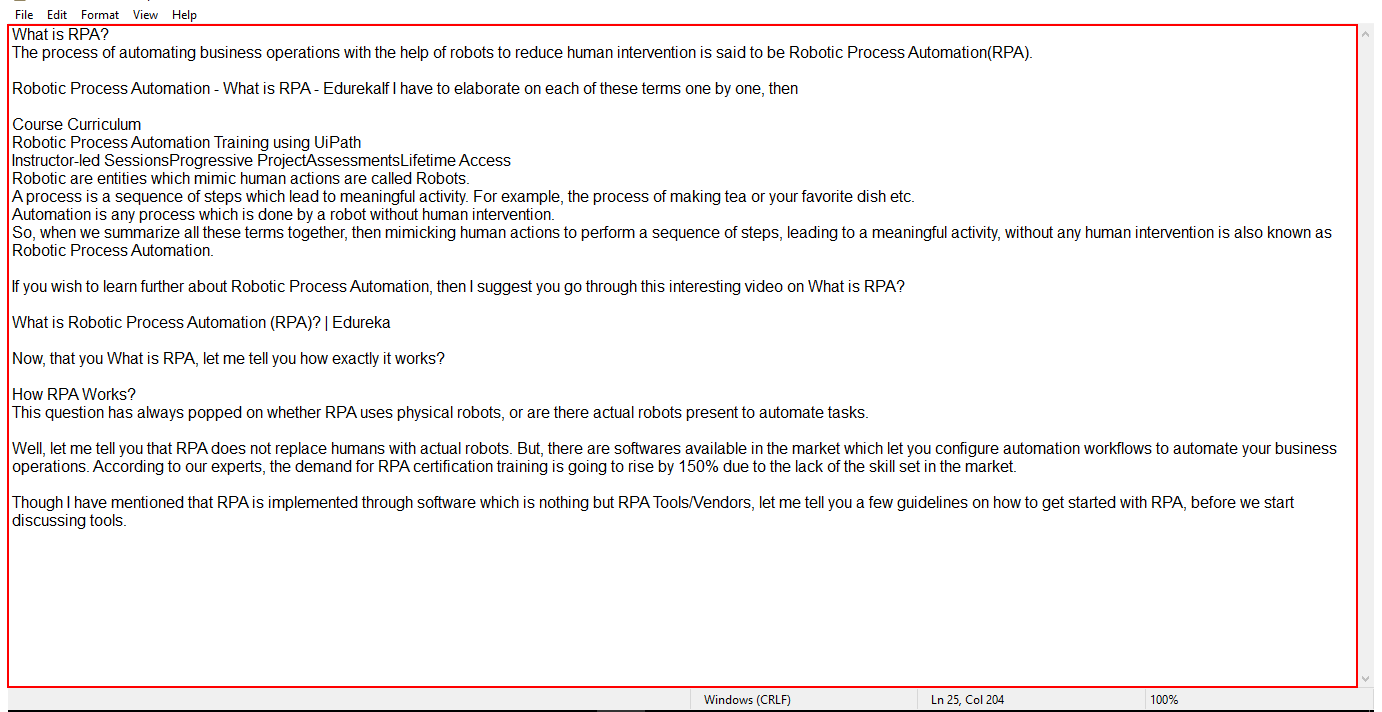 File Edit Format View Help
What is RPA?
The process of automating business operations with the help of robots to reduce human intervention is said to be Robotic Process Automation(RPA).
Robotic Process Automation - What is RPA - EdurekaIf I have to elaborate on each of these terms one by one, then
Course Curriculum
Robotic Process Automation Training using UiPath
Instructor-led SessionsProgressive ProjectAssessmentsLifetime Access
Robotic are entities which mimic human actions are called Robots.
A process is a sequence of steps which lead to meaningful activity. For example, the process of making tea or your favorite dish etc.
Automation is any process which is done by a robot without human intervention.
So, when we summarize all these terms together, then mimicking human actions to perform a sequence of steps, leading to a meaningful activity, without any human intervention is also known as
Robotic Process Automation.
If you wish to learn further about Robotic Process Automation, then I suggest you go through this interesting video on What is RPA?
What is Robotic Process Automation (RPA)? | Edureka
Now, that you What is RPA, let me tell you how exactly it works?
How RPA Works?
This question has always popped on whether RPA uses physical robots, or are there actual robots present to automate tasks.
Well, let me tell you that RPA does not replace humans with actual robots. But, there are softwares available in the market which let you configure automation workflows to automate your business
operations. According to our experts, the demand for RPA certification training is going to rise by 150% due to the lack of the skill set in the market.
Though I have mentioned that RPA is implemented through software which is nothing but RPA Tools/Vendors, let me tell you a few guidelines on how to get started with RPA, before we start
discussing tools.
Windows (CRLF) Ln 25, Col 204 100%